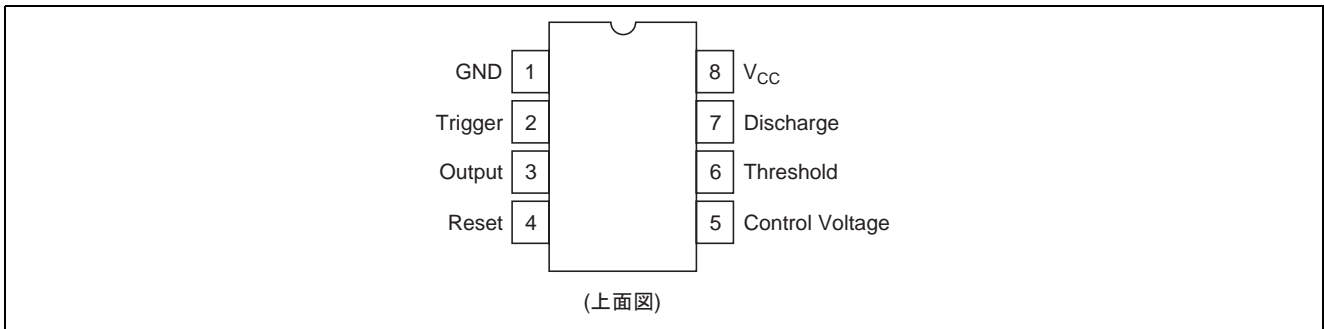 GND 1 8 VCC
Trigger 2 7 Discharge
Output 3 6 Threshold
Reset 4 5 Control Voltage
(上面図)